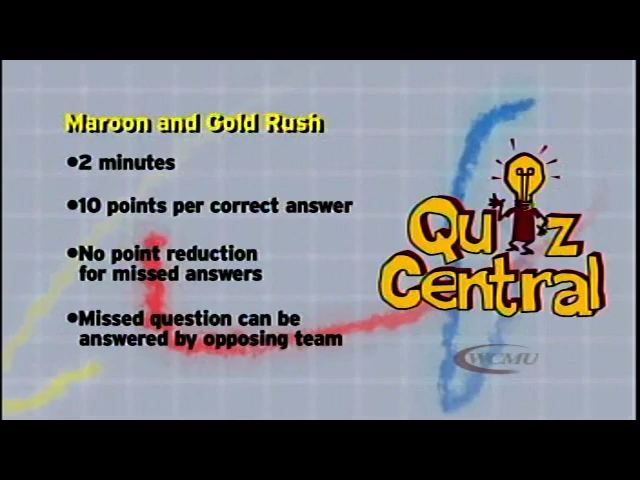 Maroon and Gold Rush
•2 minutes
•10 points per correct answer
•No point reduction
for missed answers
•Missed question can be
answered by opposing team
Quiz
Central
WCMU